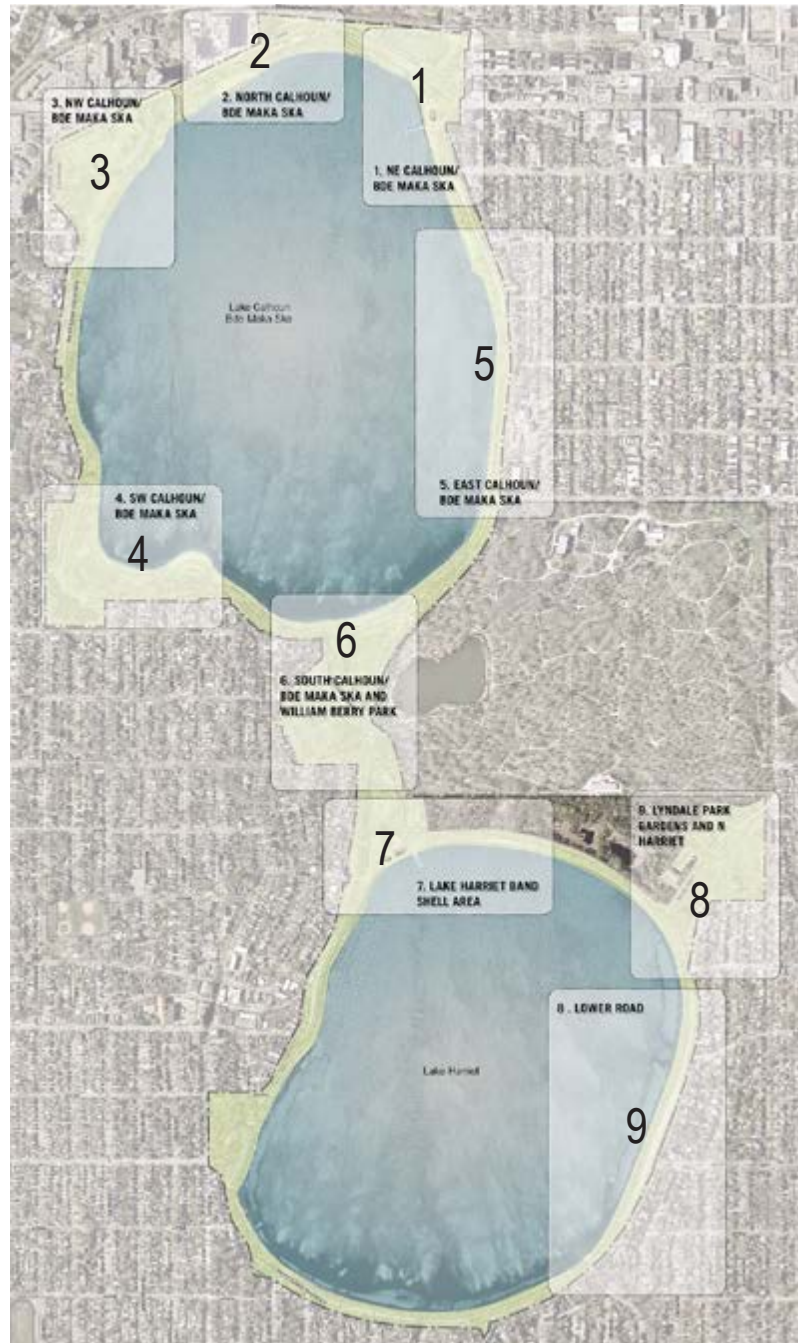 2
1
2. NORTH CALHOUN/
BDE MAKA SKA
3. NW CALHOUN/
BDE MAKA SKA
3
1. NE CALHOUN/
BDE MAKA SKA
Lake Calhoun
Bde Maka Ska
5
5. EAST CALHOUN/
BDE MAKA SKA
4. SW CALHOUN/
BDE MAKA SKA
4
6
6. SOUTH CALHOUN/
BDE MAKA SKA AND
WILLIAM BERRY PARK
7
7. LAKE HARRIET BAND
SHELL AREA
9. LYNDALE PARK
GARDENS AND N
HARRIET
8
8 . LOWER ROAD
Lake Harriet
9